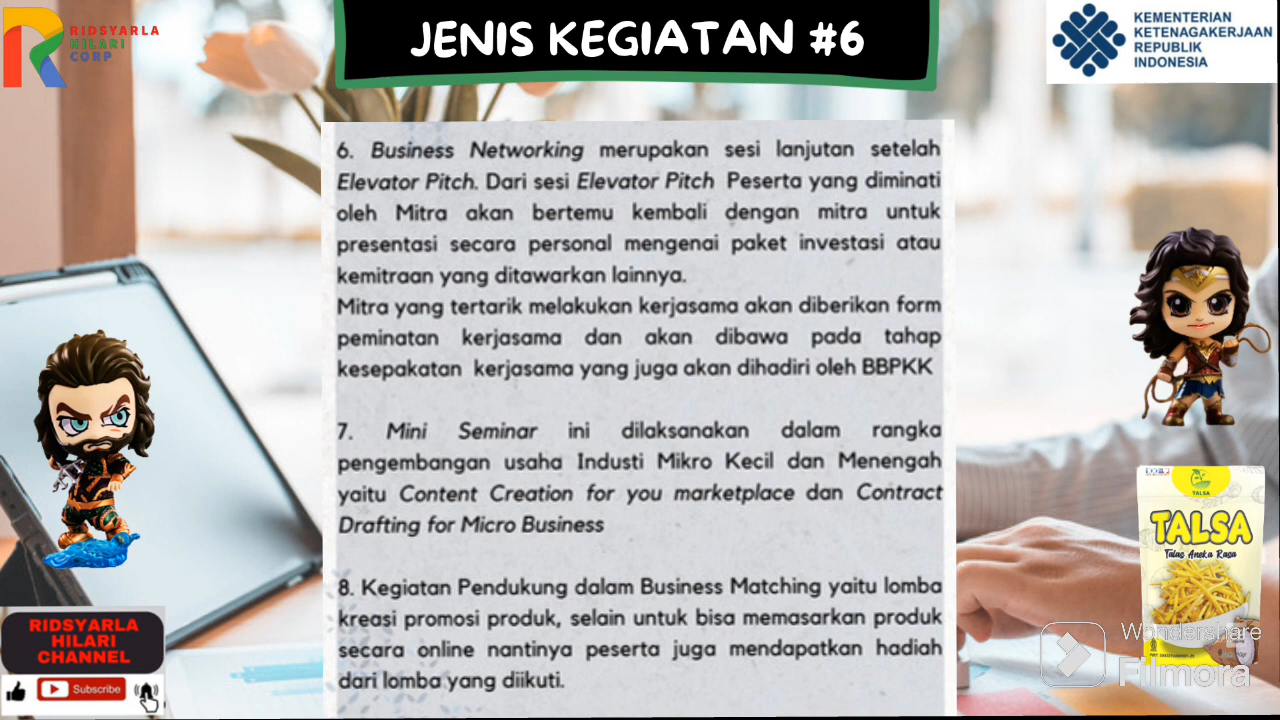 JENIS KEGIATAN #6
RIDSYARLA
HILARI
CORP
KEMENTERIAN
KETENAGAKERJAAN
REPUBLIK
INDONESIA
6. Business Networking merupakan sesi lanjutan setelah
Elevator Pitch. Dari sesi Elevator Pitch Peserta yang diminati
oleh Mitra akan bertemu kembali dengan mitra untuk
presentasi secara personal mengenai paket investasi atau
kemitraan yang ditawarkan lainnya.
Mitra yang tertarik melakukan kerjasama akan diberikan form
peminatan kerjasama dan akan dibawa pada tahap
kesepakatan kerjasama yang juga akan dihadiri oleh BBPKK
7. Mini Seminar ini dilaksanakan dalam rangka
pengembangan usaha Industi Mikro Kecil dan Menengah
yaitu Content Creation for you marketplace dan Contract
Drafting for Micro Business
8. Kegiatan Pendukung dalam Business Matching yaitu lomba
kreasi promosi produk, selain untuk bisa memasarkan produk
secara online nantinya peserta juga mendapatkan hadiah
dari lomba yang diikuti.
RIDSYARLA
HILARI
CHANNEL
Subscribe
TALSA
TALSA
Talas Aneka Rasa
Wondershare
Filmora